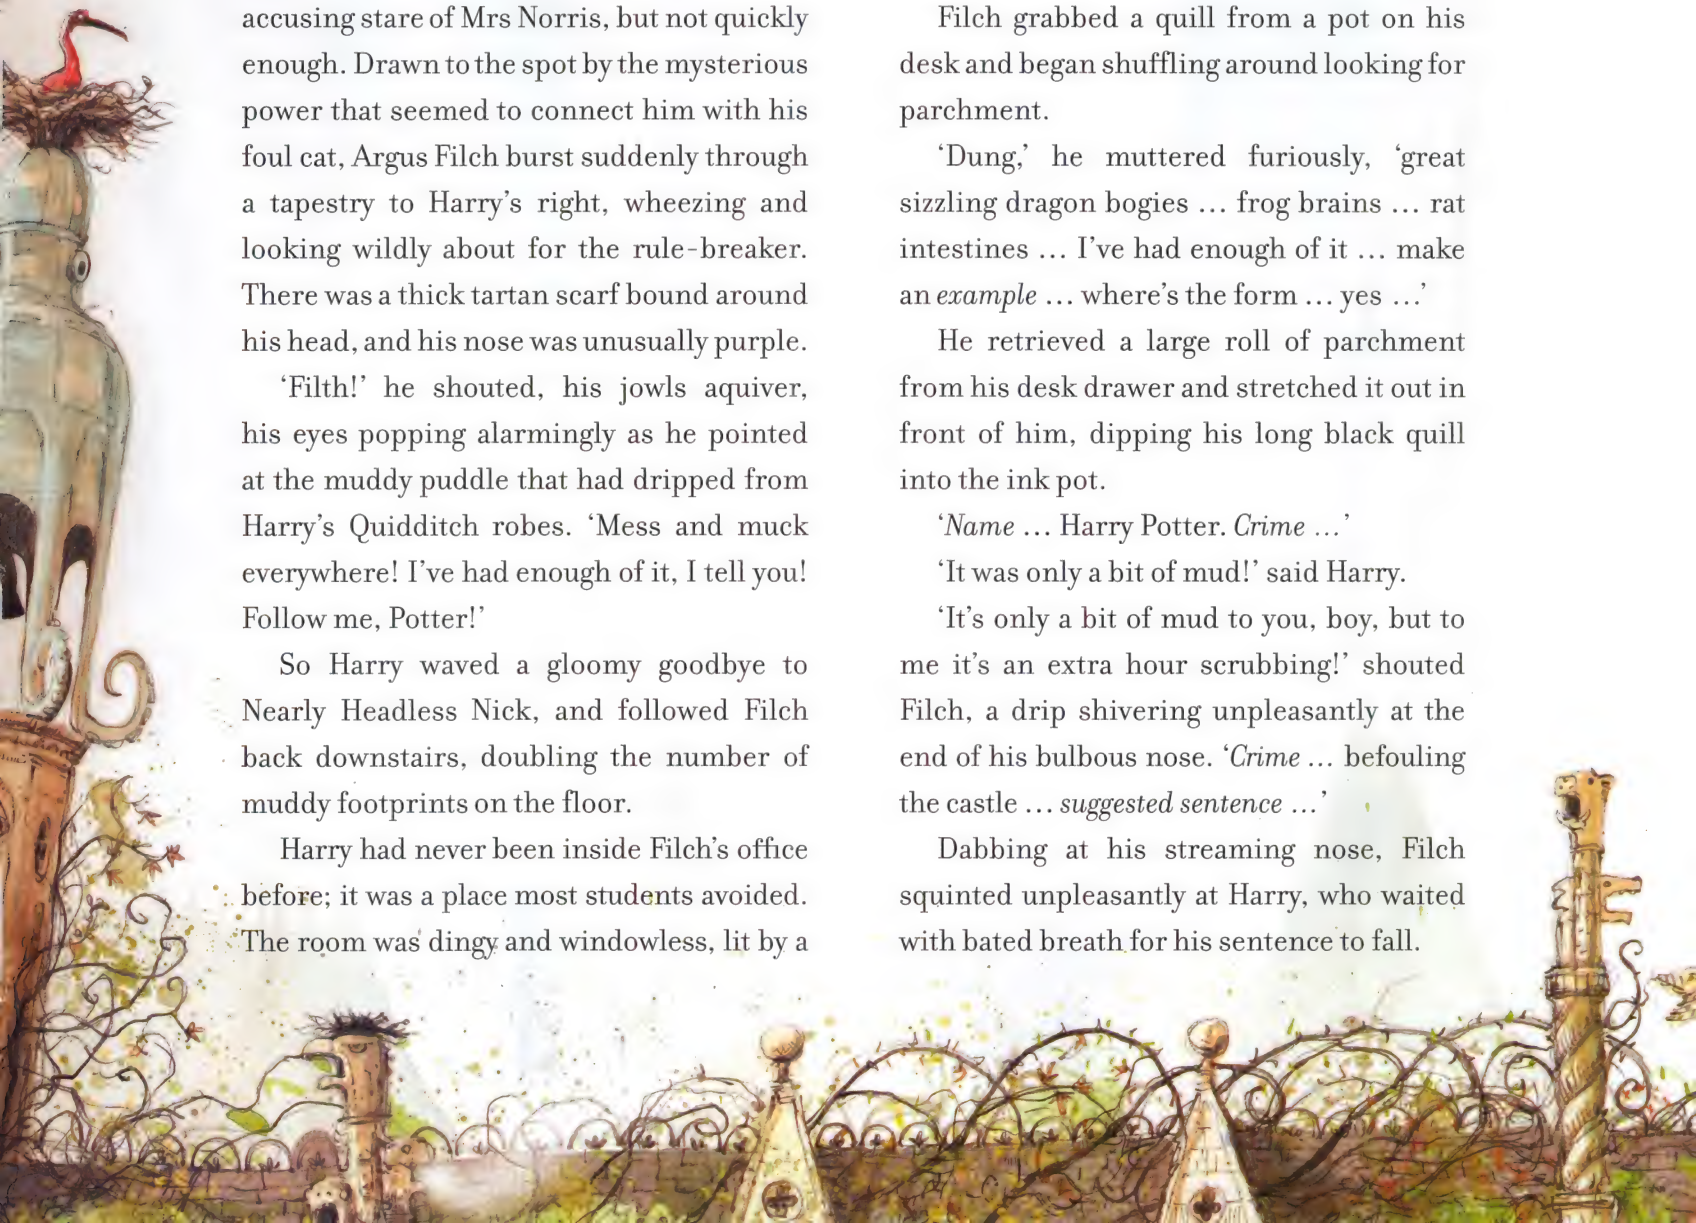 accusing stare of Mrs Norris, but not quickly
enough. Drawn to the spot by the mysterious
power that seemed to connect him with his
foul cat, Argus Filch burst suddenly through
a tapestry to Harry's right, wheezing and
looking wildly about for the rule-breaker.
There was a thick tartan scarf bound around
his head, and his nose was unusually purple.
‘Filth!’ he shouted, his jowls aquiver,
his eyes popping alarmingly as he pointed
at the muddy puddle that had dripped from
Harry’s Quidditch robes. ‘Mess and muck
everywhere! I’ve had enough of it, I tell you!
Follow me, Potter!’
So Harry waved a gloomy goodbye to
Nearly Headless Nick, and followed Filch
back downstairs, doubling the number of
muddy footprints on the floor.
Harry had never been inside Filch’s office
before; it was a place most students avoided.
The room was dingy and windowless, lit by a
Filch grabbed a quill from a pot on his
desk and began shuffling around looking for
parchment.
‘Dung,’ he muttered furiously, ‘great
sizzling dragon bogies ... frog brains ... rat
intestines ... I’ve had enough of it ... make
an example ... where’s the form ... yes ...’
He retrieved a large roll of parchment
from his desk drawer and stretched it out in
front of him, dipping his long black quill
into the ink pot.
‘Name ... Harry Potter. Crime ...’
‘It was only a bit of mud!’ said Harry.
‘It’s only a bit of mud to you, boy, but to
me it’s an extra hour scrubbing!’ shouted
Filch, a drip shivering unpleasantly at the
end of his bulbous nose. ‘Crime ... befouling
the castle ... suggested sentence ...’
Dabbing at his streaming nose, Filch
squinted unpleasantly at Harry, who waited
with bated breath for his sentence to fall.